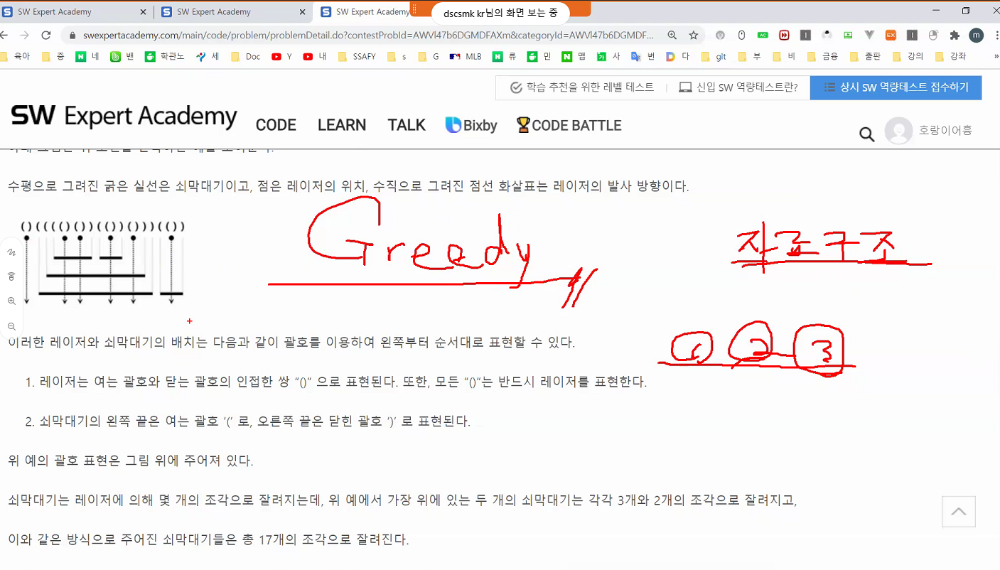 SW Expert Academy SW Expert Academy SW Expert Academy dscsmk kr님의 화면 보는 중
swexpertacademy.com/main/code/problem/problemDetail.do?contestProbId=AWVl47b6DGMDFAXm&categoryId=AWVl47b6DGMDF...
육아 중 네 밴 학관노 세 Doc Y 내 SSAFY s G MLB 류 민 맵 사 번 다 git 부 비 금융 출판 강의 강좌 »
학습 추천을 위한 레벨 테스트 신입 SW 역량테스트란? 상시 SW 역량테스트 접수하기
SW Expert Academy CODE LEARN TALK Bixby CODE BATTLE 호랑이어흥
수평으로 그려진 굵은 실선은 쇠막대기이고, 점은 레이저의 위치, 수직으로 그려진 점선 화살표는 레이저의 발사 방향이다.
()(((()())(())()))(())
Gready 자료구조
1 2 3
이러한 레이저와 쇠막대기의 배치는 다음과 같이 괄호를 이용하여 왼쪽부터 순서대로 표현할 수 있다.
1. 레이저는 여는 괄호와 닫는 괄호의 인접한 쌍 “()” 으로 표현된다. 또한, 모든 “()”는 반드시 레이저를 표현한다.
2. 쇠막대기의 왼쪽 끝은 여는 괄호 ‘(’ 로, 오른쪽 끝은 닫힌 괄호 ‘)’ 로 표현된다.
위 예의 괄호 표현은 그림 위에 주어져 있다.
쇠막대기는 레이저에 의해 몇 개의 조각으로 잘려지는데, 위 예에서 가장 위에 있는 두 개의 쇠막대기는 각각 3개와 2개의 조각으로 잘려지고,
이와 같은 방식으로 주어진 쇠막대기들은 총 17개의 조각으로 잘려진다.